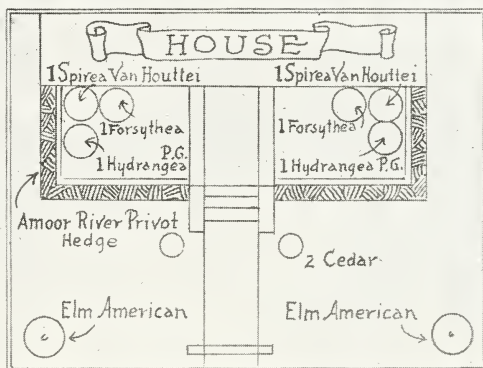 HOUSE
1 Spirea Van Houttei 1 Spirea Van Houttei
1 Forsythea 1 Forsythea
P.G.
1 Hydrangea 1 Hydrangea P.G.
Amoor River Privot
Hedge
2 Cedar
Elm American Elm American